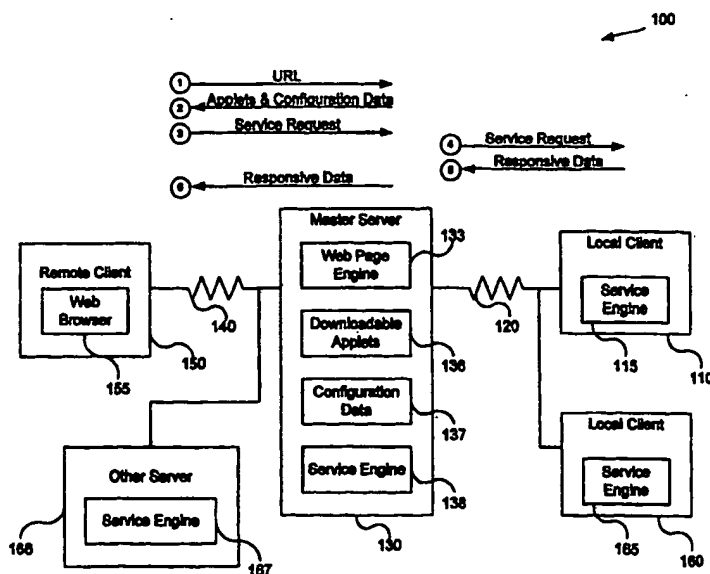 100
1 URL
2 Applets & Configuration Data
3 Service Request
4 Service Request
5 Responsive Data
6 Responsive Data
Master Server
133
Web Page
Engine
Remote Client
Web
Browser
140
155
150
Downloadable
Applets
136
Configuration
Data
137
Service Engine
138
130
120
Local Client
Service
Engine
115
110
Local Client
Service
Engine
165
160
Other Server
Service Engine
166
167